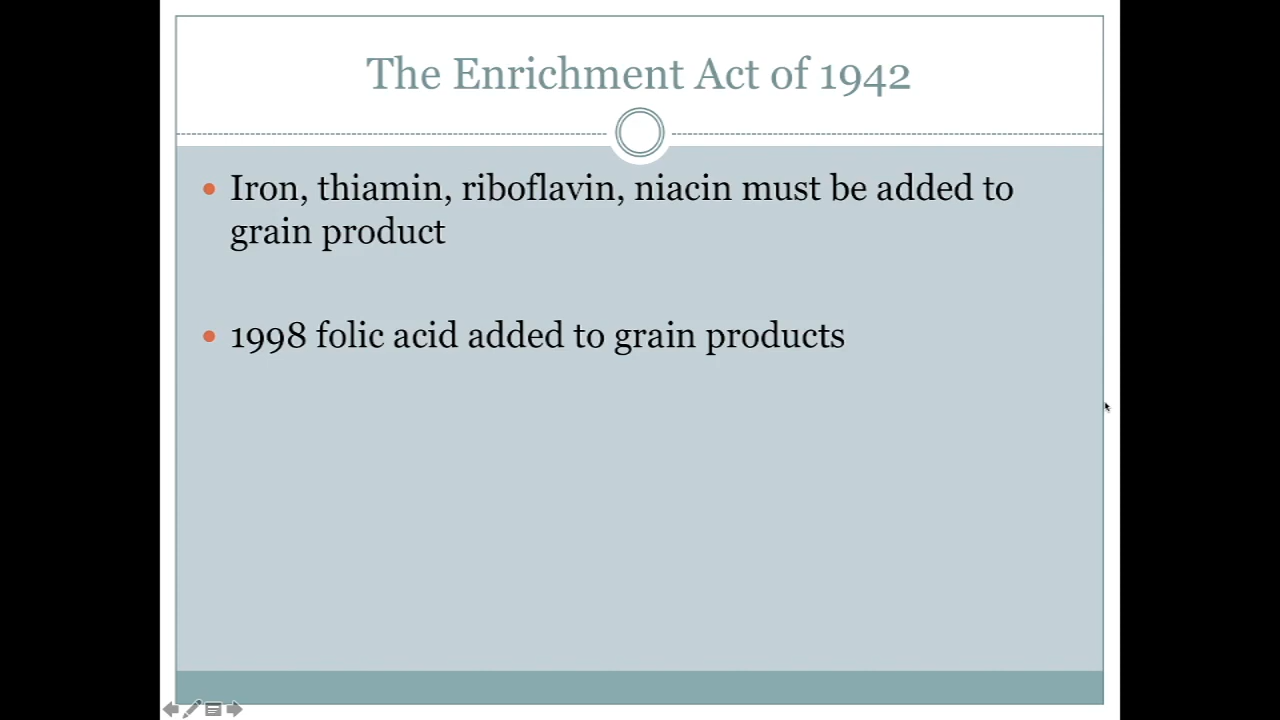 The Enrichment Act of 1942
Iron, thiamin, riboflavin, niacin must be added to
grain product
1998 folic acid added to grain products